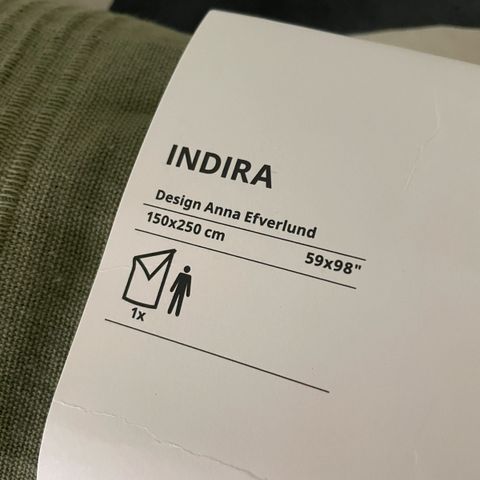 INDIRA
Design Anna Efverlund
150x250 cm 59x98"
1x